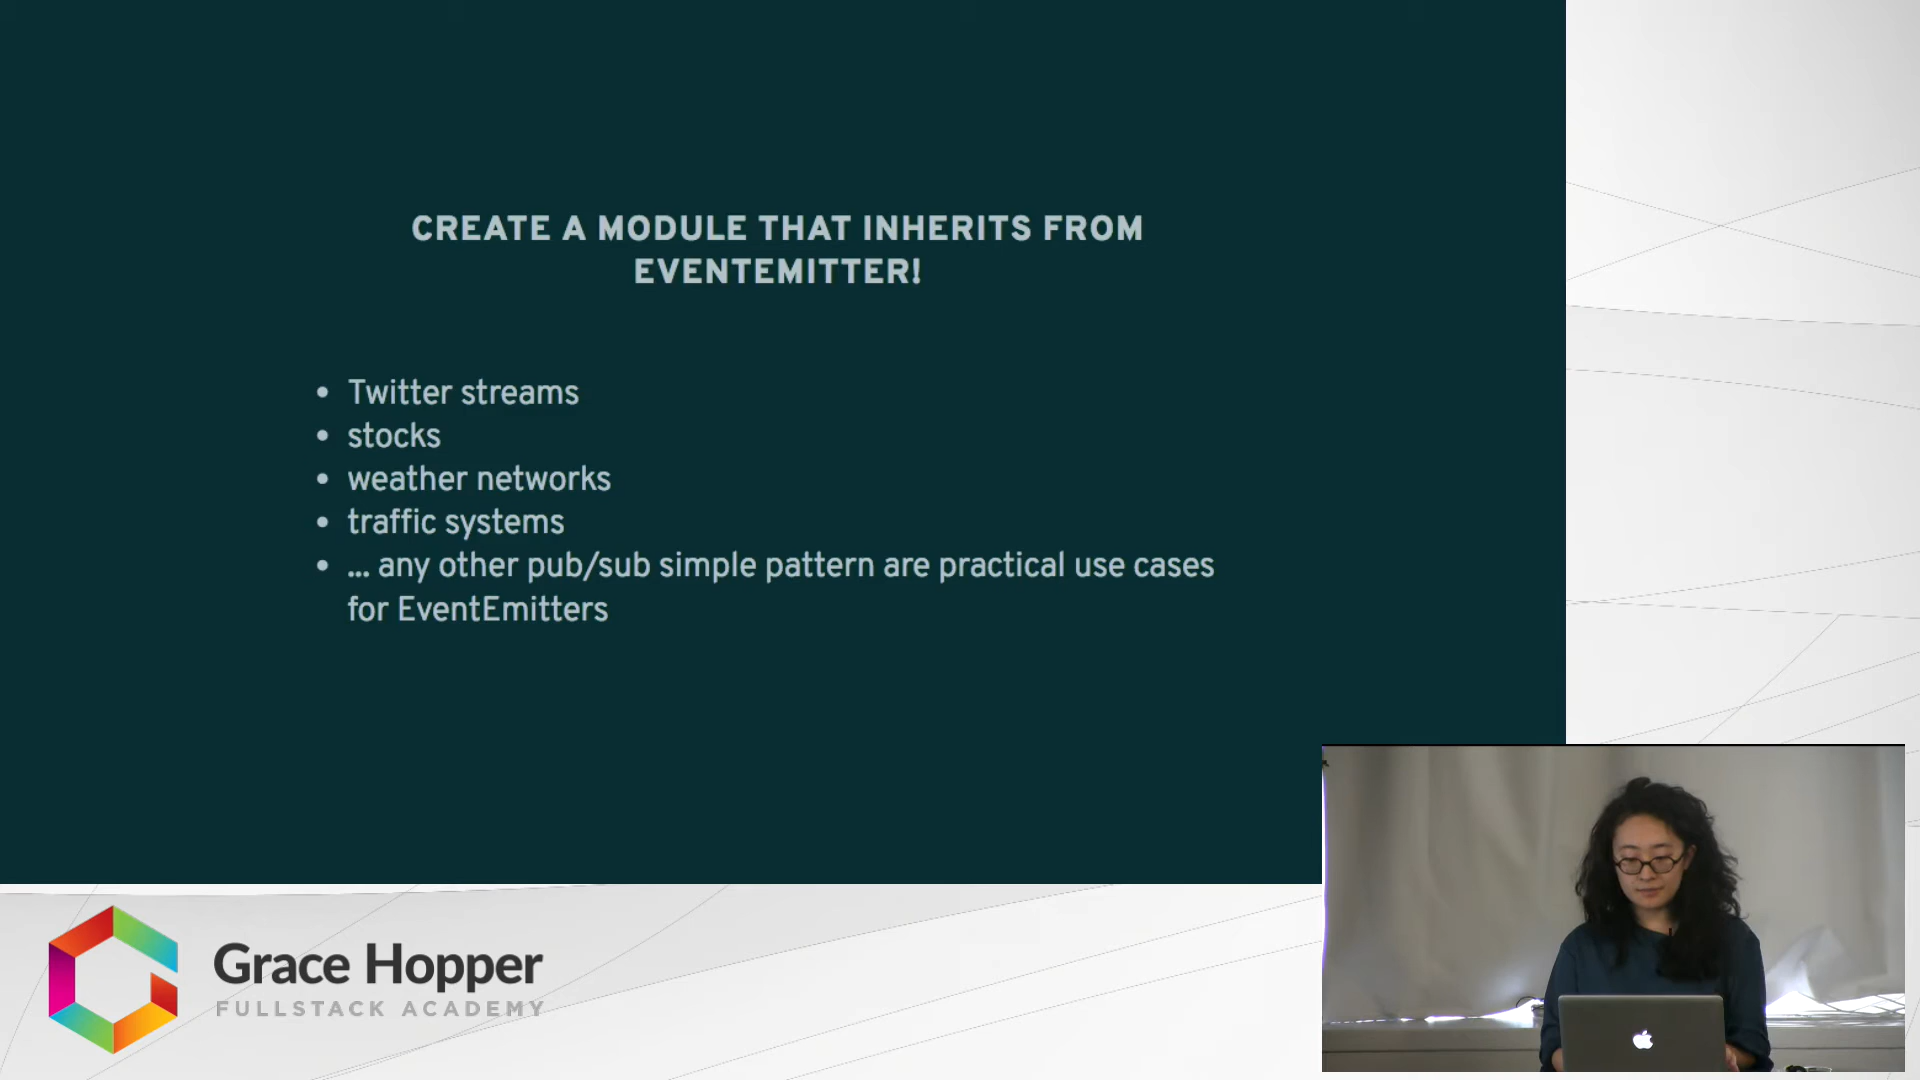 CREATE A MODULE THAT INHERITS FROM
EVENTEMITTER!
• Twitter streams
• stocks
• weather networks
• traffic systems
• ... any other pub/sub simple pattern are practical use cases
for EventEmitters
Grace Hopper
FULLSTACK ACADEMY